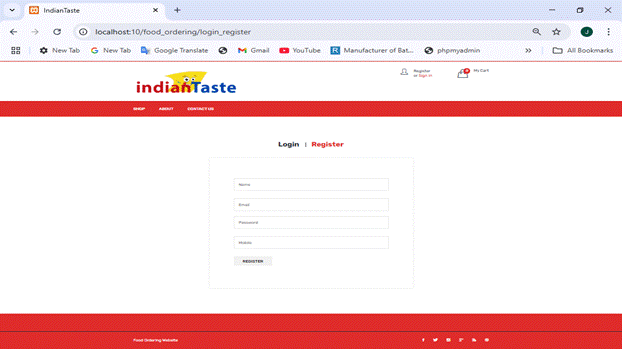 IndianTaste
localhost:10/food_ordering/login_register
New Tab
New Tab
Google Translate
Gmail
YouTube
Manufacturer of Bat...
phpmyadmin
All Bookmarks
indianTaste
Register
or Sign in
My Cart
SHOP ABOUT CONTACT US
Login | Register
Name
Email
Password
Mobile
REGISTER
Food Ordering Website